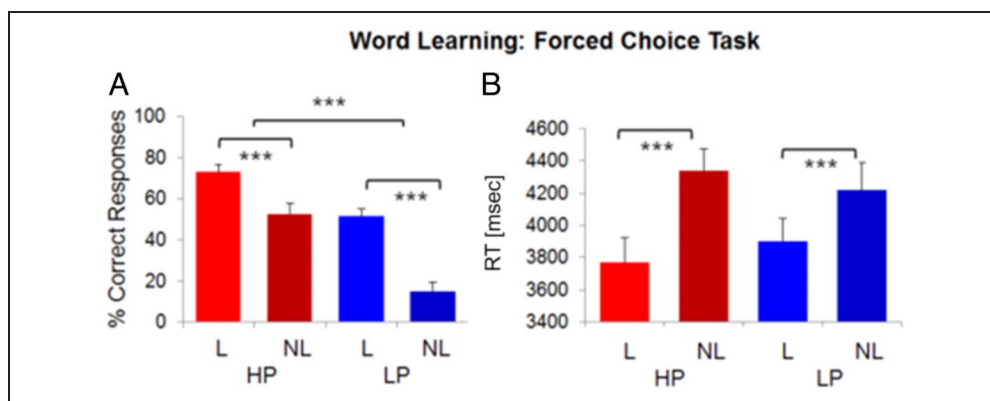 Word Learning: Forced Choice Task
A
% Correct Responses
100
80
60
40
20
0
***
***
***
L NL L NL
HP LP
B
RT [msec]
4600
4400
4200
4000
3800
3600
3400
***
***
L NL L NL
HP LP